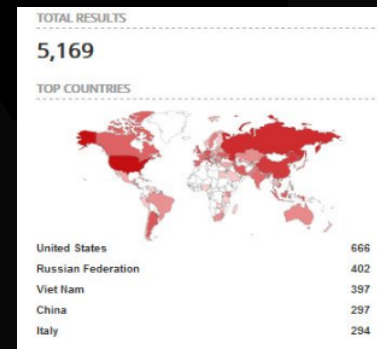 TOTAL RESULTS
5,169
TOP COUNTRIES
United States 666
Russian Federation 402
Viet Nam 397
China 297
Italy 294